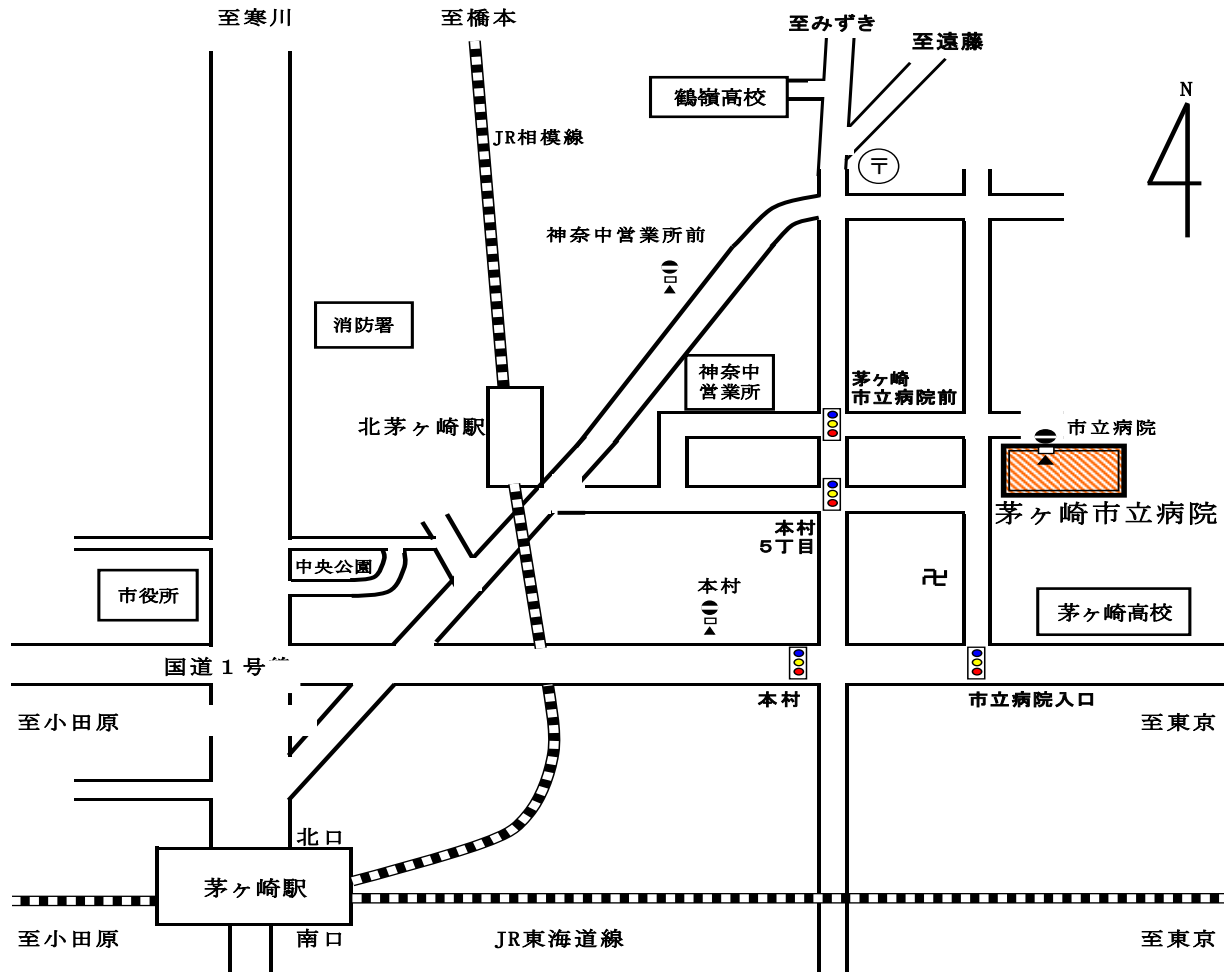 至寒川
至橋本
至みずき
至遠藤
鶴嶺高校
N
JR相模線
〒
神奈中営業所前
消防署
神奈中
営業所
茅ヶ崎
市立病院前
北茅ヶ崎駅
市立病院
茅ヶ崎市立病院
本村
5丁目
中央公園
市役所
本村
卍
茅ヶ崎高校
国道1号線
至小田原
本村
市立病院入口
至東京
北口
茅ヶ崎駅
至小田原
南口
JR東海道線
至東京